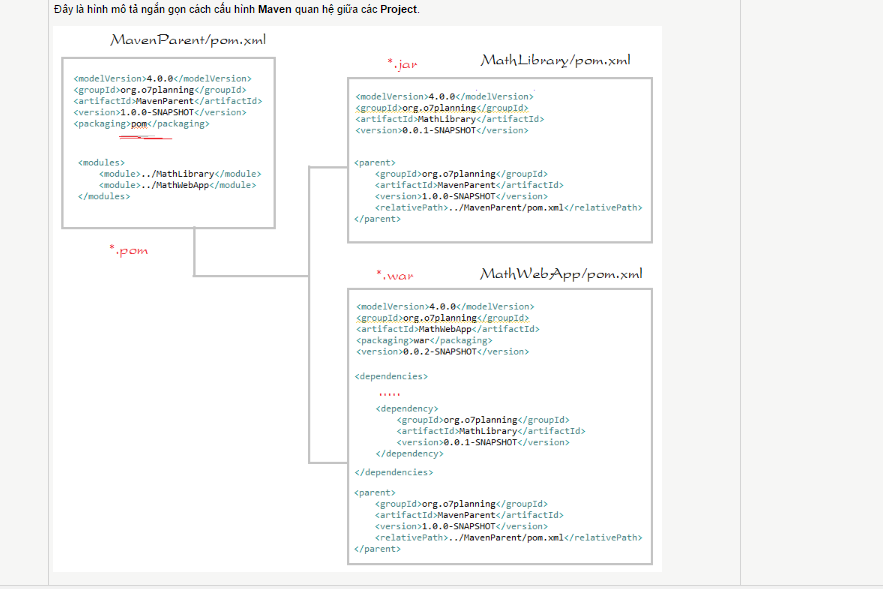 Đây là hình mô tả ngắn gọn cách cấu hình Maven quan hệ giữa các Project.
MavenParent/pom.xml
<modelVersion>4.0.0</modelVersion>
<groupId>org.o7planning</groupId>
<artifactId>MavenParent</artifactId>
<version>1.0.0-SNAPSHOT</version>
<packaging>pom</packaging>
<modules>
<module>../MathLibrary</module>
<module>../MathWebApp</module>
</modules>
*.pom
*.jar
MathLibrary/pom.xml
<modelVersion>4.0.0</modelVersion>
<groupId>org.o7planning</groupId>
<artifactId>MathLibrary</artifactId>
<version>0.0.1-SNAPSHOT</version>
<parent>
<groupId>org.o7planning</groupId>
<artifactId>MavenParent</artifactId>
<version>1.0.0-SNAPSHOT</version>
<relativePath>../MavenParent/pom.xml</relativePath>
</parent>
*.war
MathWebApp/pom.xml
<modelVersion>4.0.0</modelVersion>
<groupId>org.o7planning</groupId>
<artifactId>MathWebApp</artifactId>
<packaging>war</packaging>
<version>0.0.2-SNAPSHOT</version>
<dependencies>
.....
<dependency>
<groupId>org.o7planning</groupId>
<artifactId>MathLibrary</artifactId>
<version>0.0.1-SNAPSHOT</version>
</dependency>
</dependencies>
<parent>
<groupId>org.o7planning</groupId>
<artifactId>MavenParent</artifactId>
<version>1.0.0-SNAPSHOT</version>
<relativePath>../MavenParent/pom.xml</relativePath>
</parent>